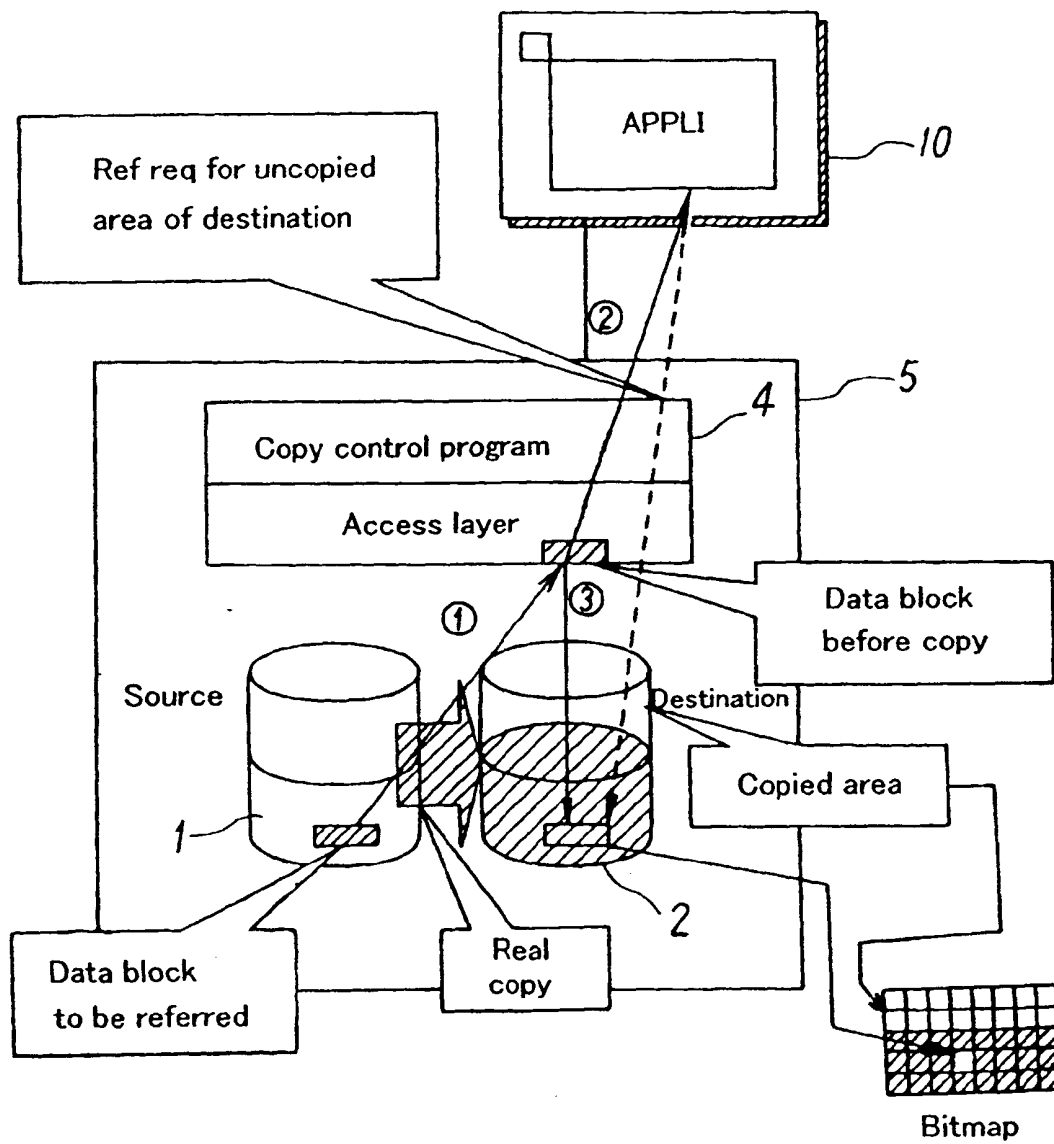 APPLI
10
Ref req for uncopied
area of destination
②
5
4
Copy control program
Access layer
③
①
Data block
before copy
Source
Destination
Copied area
1
2
Data block
to be referred
Real
copy
Bitmap